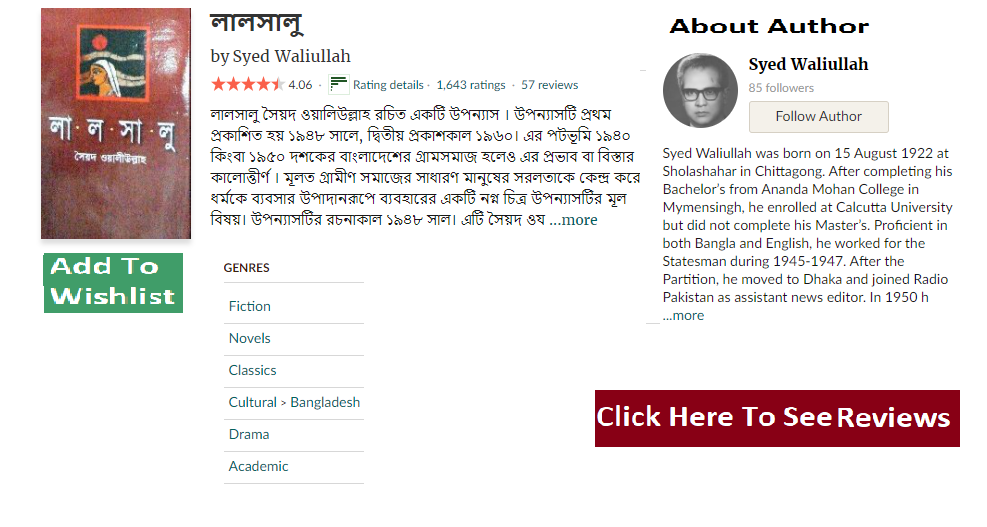 লা·ল·সা·লু
সৈয়দ ওয়ালীউল্লাহ
Add To
Wishlist
লালসালু
by Syed Waliullah
4.06 · Rating details · 1,643 ratings · 57 reviews
লালসালু সৈয়দ ওয়ালিউল্লাহ রচিত একটি উপন্যাস । উপন্যাসটি প্রথম
প্রকাশিত হয় ১৯৪৮ সালে, দ্বিতীয় প্রকাশকাল ১৯৬০। এর পটভূমি ১৯৪০
কিংবা ১৯৫০ দশকের বাংলাদেশের গ্রামসমাজ হলেও এর প্রভাব বা বিস্তার
কালোত্তীর্ণ । মূলত গ্রামীণ সমাজের সাধারণ মানুষের সরলতাকে কেন্দ্র করে
ধর্মকে ব্যবসার উপাদানরূপে ব্যবহারের একটি নগ্ন চিত্র উপন্যাসটির মূল
বিষয়। উপন্যাসটির রচনাকাল ১৯৪৮ সাল। এটি সৈয়দ ওয ...more
GENRES
Fiction
Novels
Classics
Cultural > Bangladesh
Drama
Academic
About Author
Syed Waliullah
85 followers
Follow Author
Syed Waliullah was born on 15 August 1922 at
Sholashahar in Chittagong. After completing his
Bachelor's from Ananda Mohan College in
Mymensingh, he enrolled at Calcutta University
but did not complete his Master's. Proficient in
both Bangla and English, he worked for the
Statesman during 1945-1947. After the
Partition, he moved to Dhaka and joined Radio
Pakistan as assistant news editor. In 1950 h
...more
Click Here To See Reviews